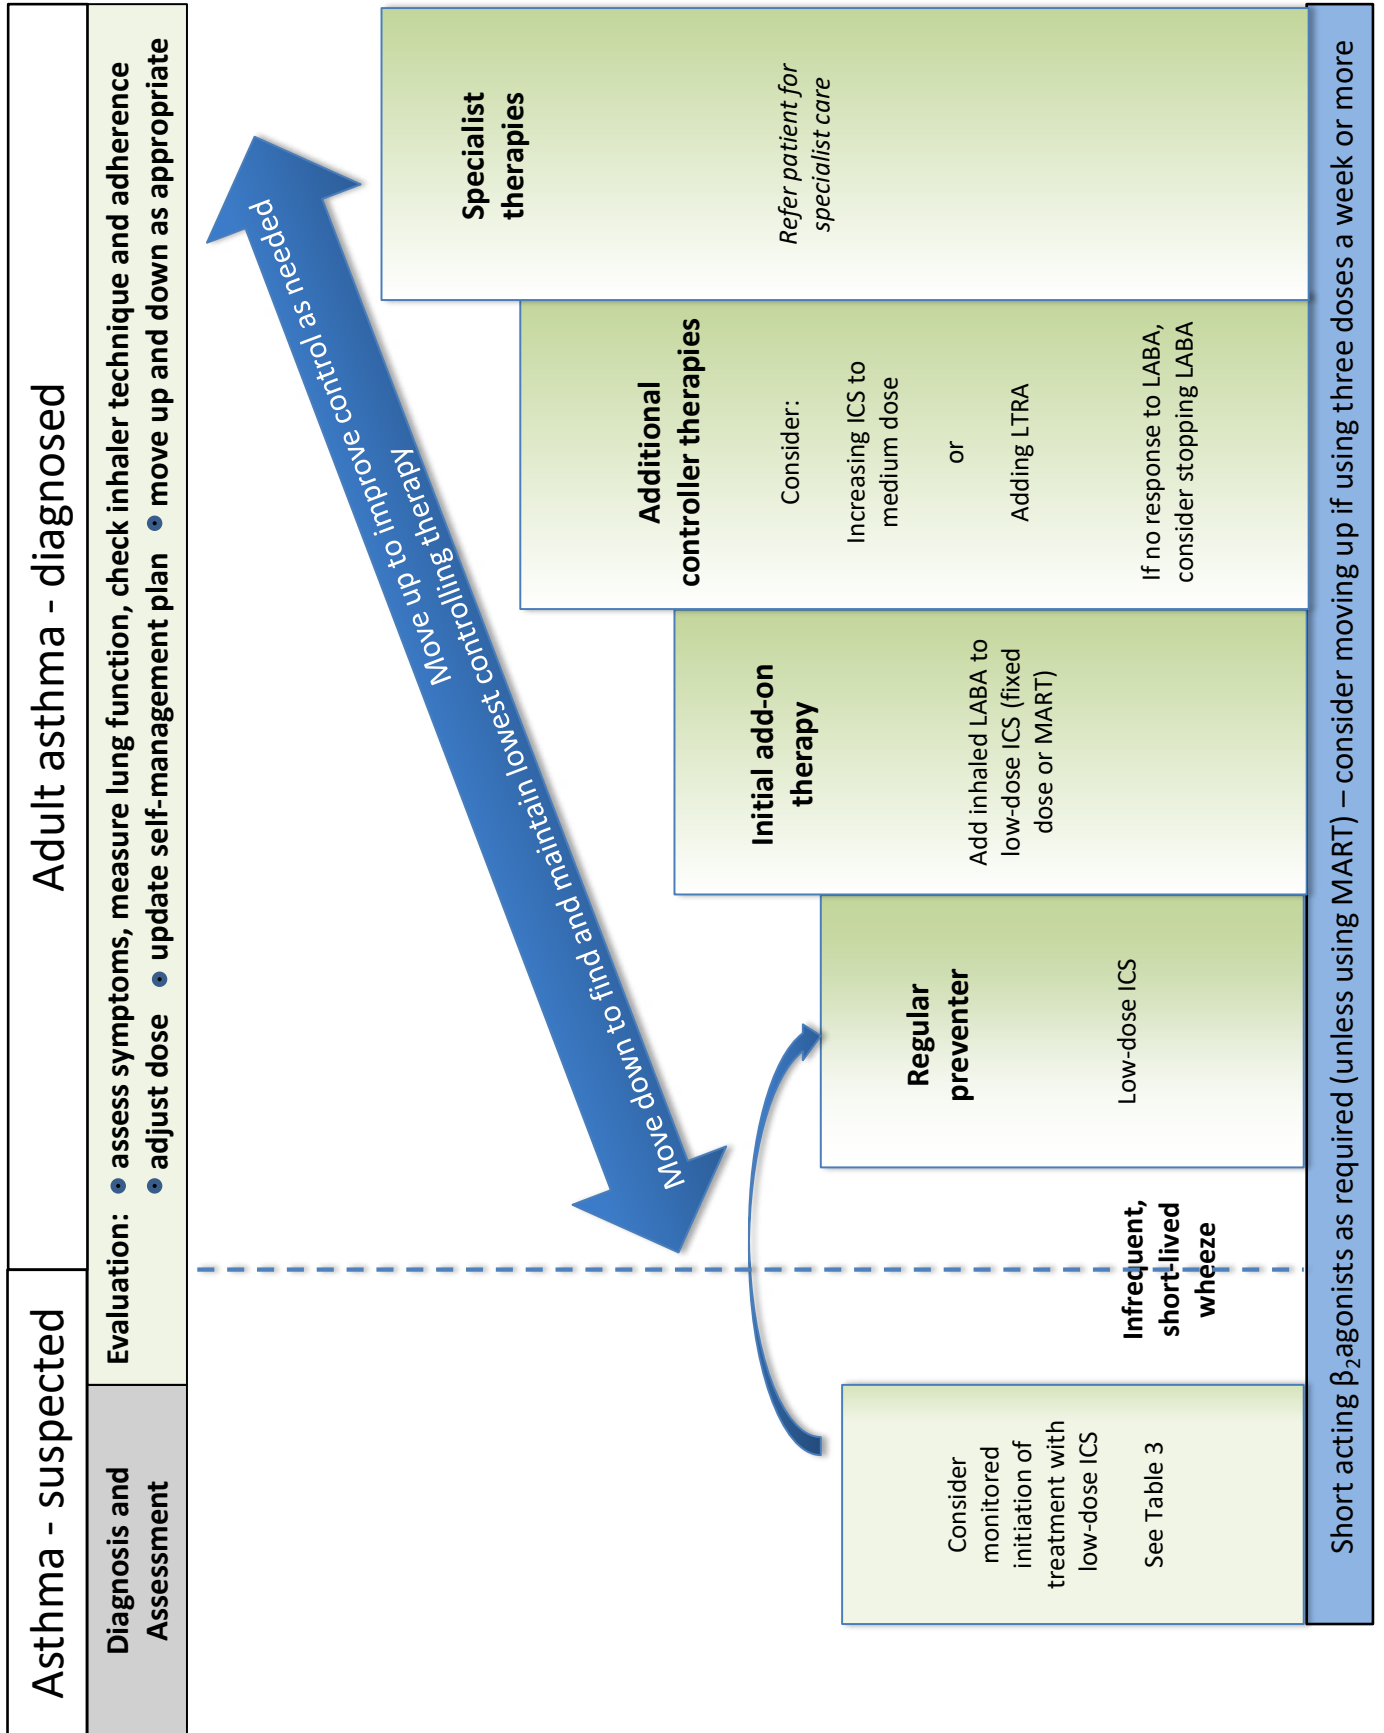 Asthma - suspected
Adult asthma - diagnosed
Diagnosis and
Assessment
Evaluation: • assess symptoms, measure lung function, check inhaler technique and adherence
• adjust dose • update self-management plan • move up and down as appropriate
Move up to improve control as needed
Move down to find and maintain lowest controlling therapy
therapy
Consider
monitored
initiation of
treatment with
low-dose ICS
See Table 3
Infrequent,
short-lived
wheeze
Regular
preventer
Low-dose ICS
Initial add-on
therapy
Add inhaled LABA to
low-dose ICS (fixed
dose or MART)
Additional
controller therapies
Consider:
Increasing ICS to
medium dose
or
Adding LTRA
If no response to LABA,
consider stopping LABA
Specialist
therapies
Refer patient for
specialist care
Short acting β₂agonists as required (unless using MART) – consider moving up if using three doses a week or more